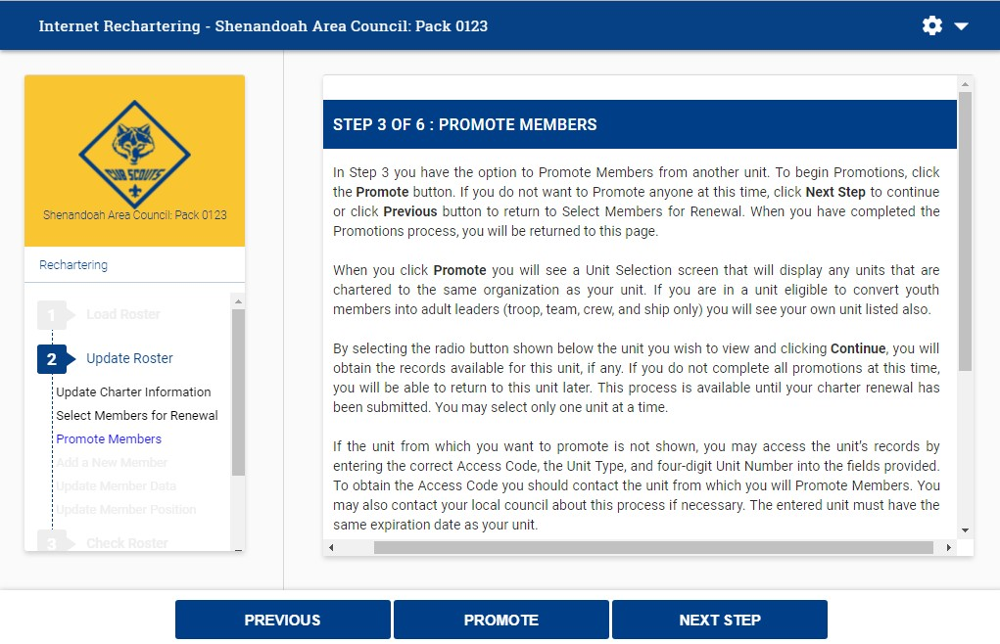 Internet Rechartering - Shenandoah Area Council: Pack 0123
CUB SCOUTS
Shenandoah Area Council: Pack 0123
Rechartering
1 Load Roster
2 Update Roster
Update Charter Information
Select Members for Renewal
Promote Members
Add a New Member
Update Member Data
Update Member Position
3 Check Roster
STEP 3 OF 6 : PROMOTE MEMBERS
In Step 3 you have the option to Promote Members from another unit. To begin Promotions, click
the Promote button. If you do not want to Promote anyone at this time, click Next Step to continue
or click Previous button to return to Select Members for Renewal. When you have completed the
Promotions process, you will be returned to this page.
When you click Promote you will see a Unit Selection screen that will display any units that are
chartered to the same organization as your unit. If you are in a unit eligible to convert youth
members into adult leaders (troop, team, crew, and ship only) you will see your own unit listed also.
By selecting the radio button shown below the unit you wish to view and clicking Continue, you will
obtain the records available for this unit, if any. If you do not complete all promotions at this time,
you will be able to return to this unit later. This process is available until your charter renewal has
been submitted. You may select only one unit at a time.
If the unit from which you want to promote is not shown, you may access the unit's records by
entering the correct Access Code, the Unit Type, and four-digit Unit Number into the fields provided.
To obtain the Access Code you should contact the unit from which you will Promote Members. You
may also contact your local council about this process if necessary. The entered unit must have the
same expiration date as your unit.
PREVIOUS
PROMOTE
NEXT STEP